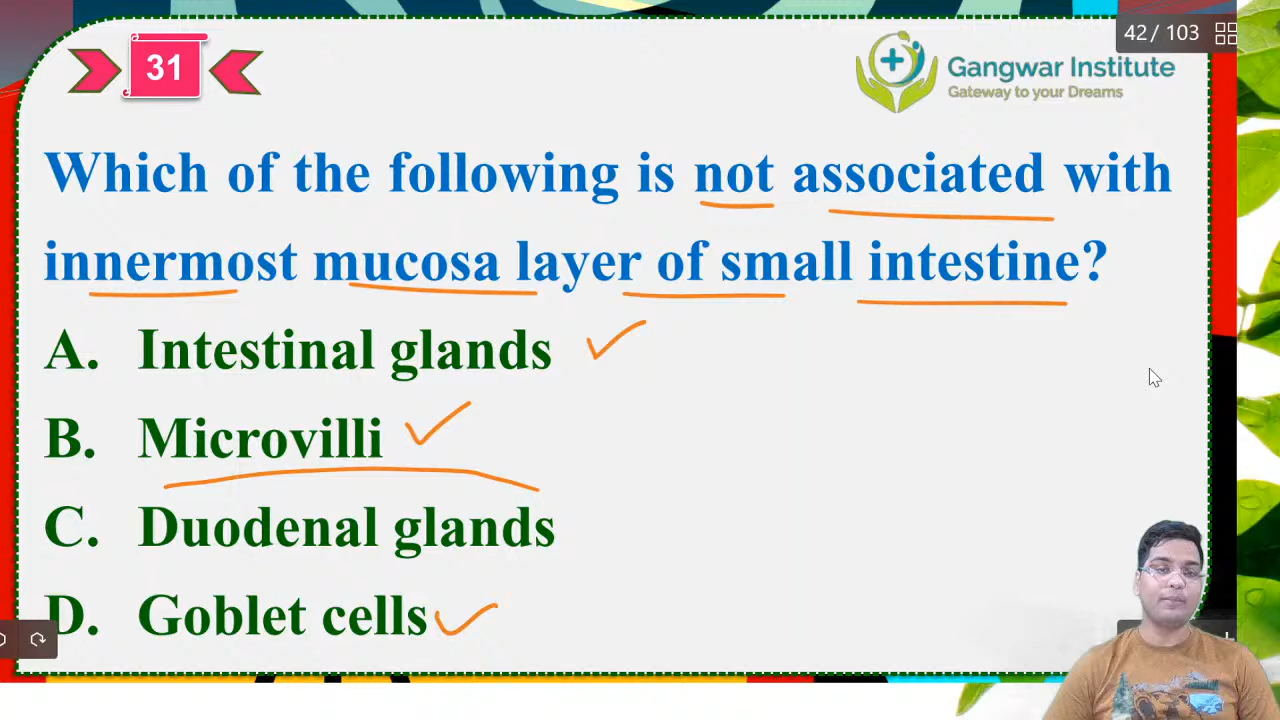 42 / 103
31
Gangwar Institute
Gateway to your Dreams
Which of the following is not associated with
innermost mucosa layer of small intestine?
A. Intestinal glands
B. Microvilli
C. Duodenal glands
D. Goblet cells